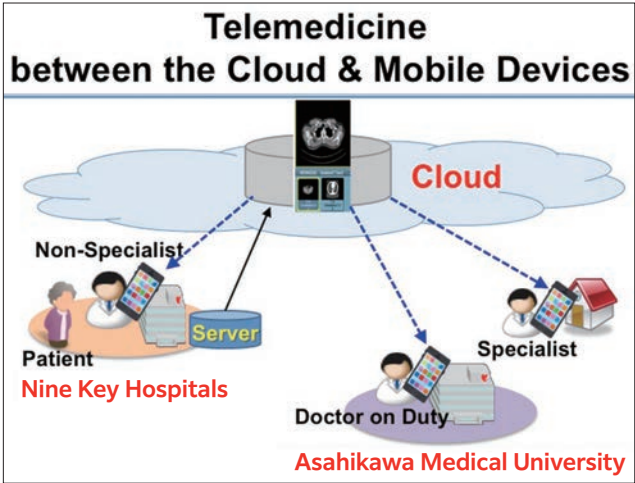 Telemedicine
between the Cloud & Mobile Devices
Cloud
Non-Specialist
Server
Patient
Nine Key Hospitals
Specialist
Doctor on Duty
Asahikawa Medical University